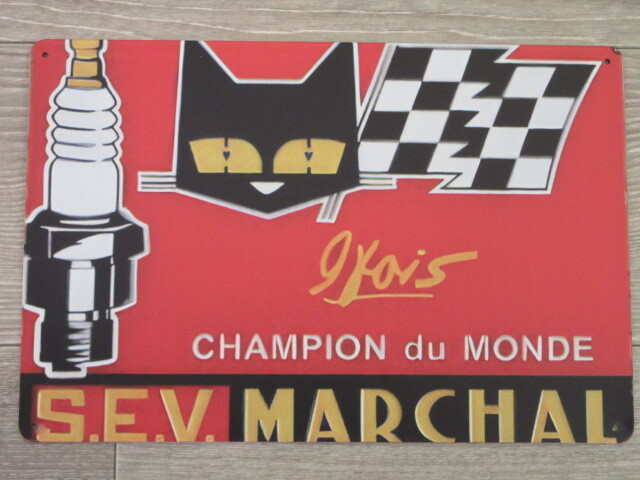 9 fois
CHAMPION du MONDE
S.E.V. MARCHAL